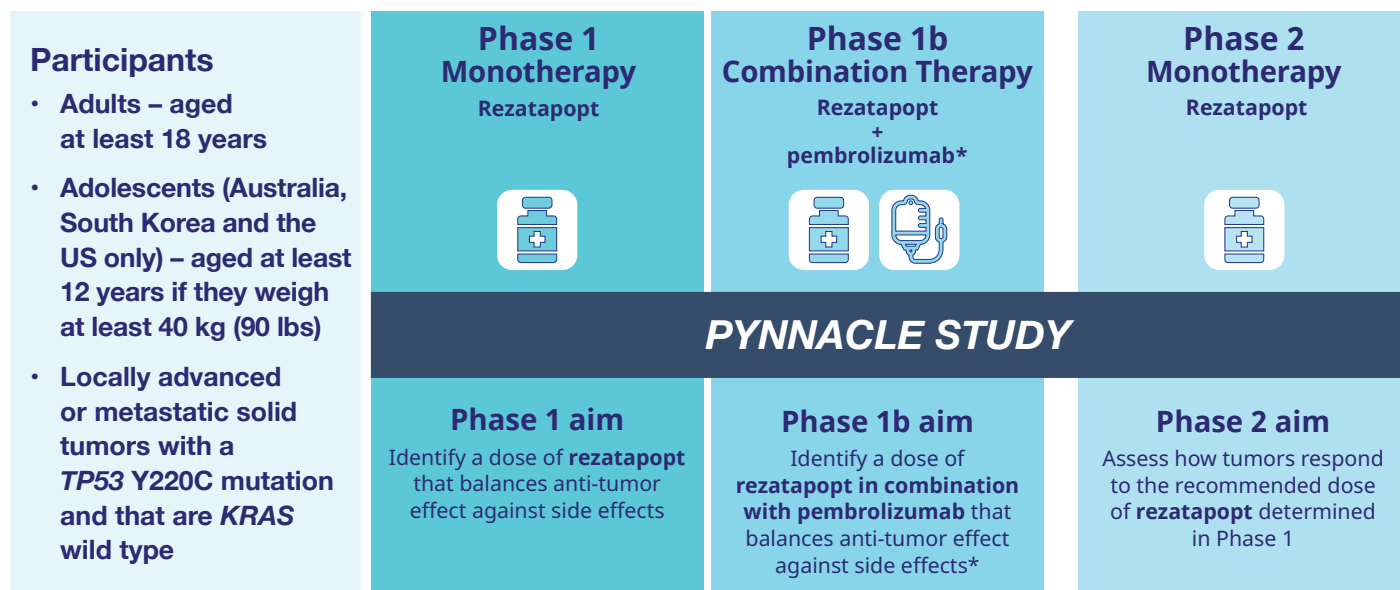 Participants
• Adults – aged
at least 18 years
• Adolescents (Australia,
South Korea and the
US only) – aged at least
12 years if they weigh
at least 40 kg (90 lbs)
• Locally advanced
or metastatic solid
tumors with a
TP53 Y220C mutation
and that are KRAS
wild type
Phase 1
Monotherapy
Rezatapopt
Phase 1b
Combination Therapy
Rezatapopt
+
pembrolizumab*
Phase 2
Monotherapy
Rezatapopt
PYNNACLE STUDY
Phase 1 aim
Identify a dose of rezatapopt
that balances anti-tumor
effect against side effects
Phase 1b aim
Identify a dose of
rezatapopt in combination
with pembrolizumab that
balances anti-tumor effect
against side effects*
Phase 2 aim
Assess how tumors respond
to the recommended dose
of rezatapopt determined
in Phase 1